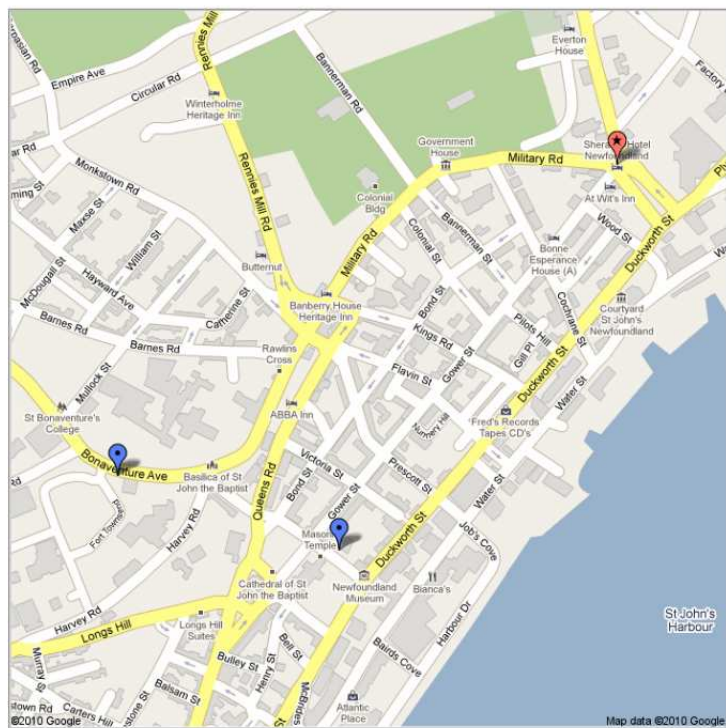 Rennies Mill
Everton
House
Empire Ave
Circular Rd
Bannerman Rd
Factory
Winterholme
Heritage Inn
Government
House
Military Rd
Hotel
Newfoundland
Monkstown Rd
Rennies Mill Rd
Colonial
Bldg
At Wit's Inn
Maxse St
William St
Military Rd
Colonial St
Bannerman St
Wood St
Duckworth St
McDougall St
Butternut
Bonne
Esperance
House (A)
Hayward Ave
Catherine St
Banberry House
Heritage Inn
Bond St
Cochrane St
Courtyard
St John's
Newfoundland
Barnes Rd
Barnes Rd
Rawlins
Cross
Kings Rd
Pilots Hill
Gill Pl
Gower St
Duckworth St
Water St
Flavin St
Mullock St
St Bonaventure's
College
ABBA Inn
Nunnery Hill
Fred's Records
Tapes CD's
Bonaventure Ave
Basilica of St
John the Baptist
Queens Rd
Victoria St
Bond St
Prescott St
Water St
Gower St
Fort Townshend
Harvey Rd
Duckworth St
Job's Cove
Temple
Cathedral of St
John the Baptist
Newfoundland
Museum
Bianca's
Harbour Dr
St John's
Harbour
Harvey Rd
Longs Hill
Longs Hill
Suites
Bell St
Bairds Cove
Murray St
Bulley St
Henry St
McBrides
Atlantic
Place
Balsam St
Carters Hill
©2010 Google
Map data ©2010 Google